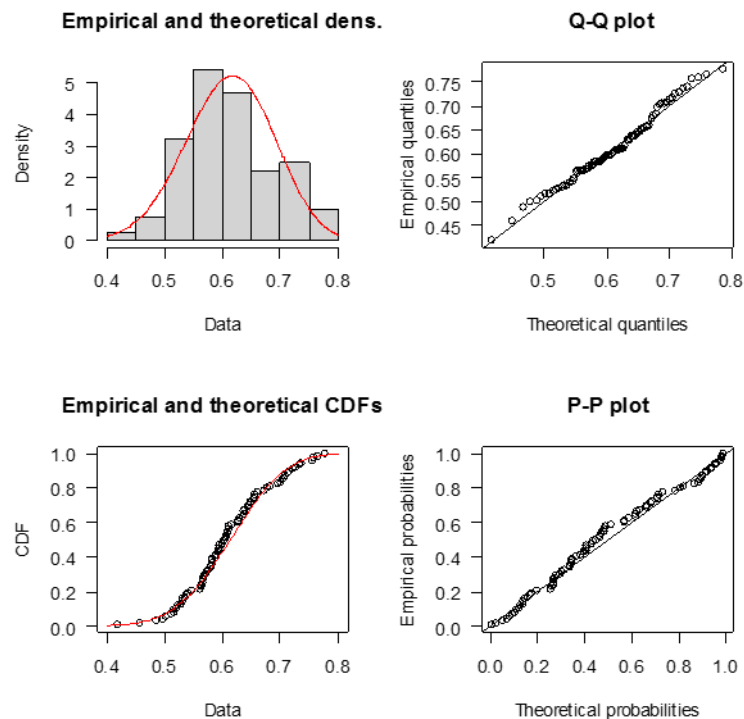 Empirical and theoretical dens.
Density
5
4
3
2
1
0
0.4 0.5 0.6 0.7 0.8
Data
Q-Q plot
Empirical quantiles
0.75
0.70
0.65
0.60
0.55
0.50
0.45
0.5 0.6 0.7 0.8
Theoretical quantiles
Empirical and theoretical CDFs
CDF
1.0
0.8
0.6
0.4
0.2
0.0
0.4 0.5 0.6 0.7 0.8
Data
P-P plot
Empirical probabilities
1.0
0.8
0.6
0.4
0.2
0.0
0.0 0.2 0.4 0.6 0.8 1.0
Theoretical probabilities